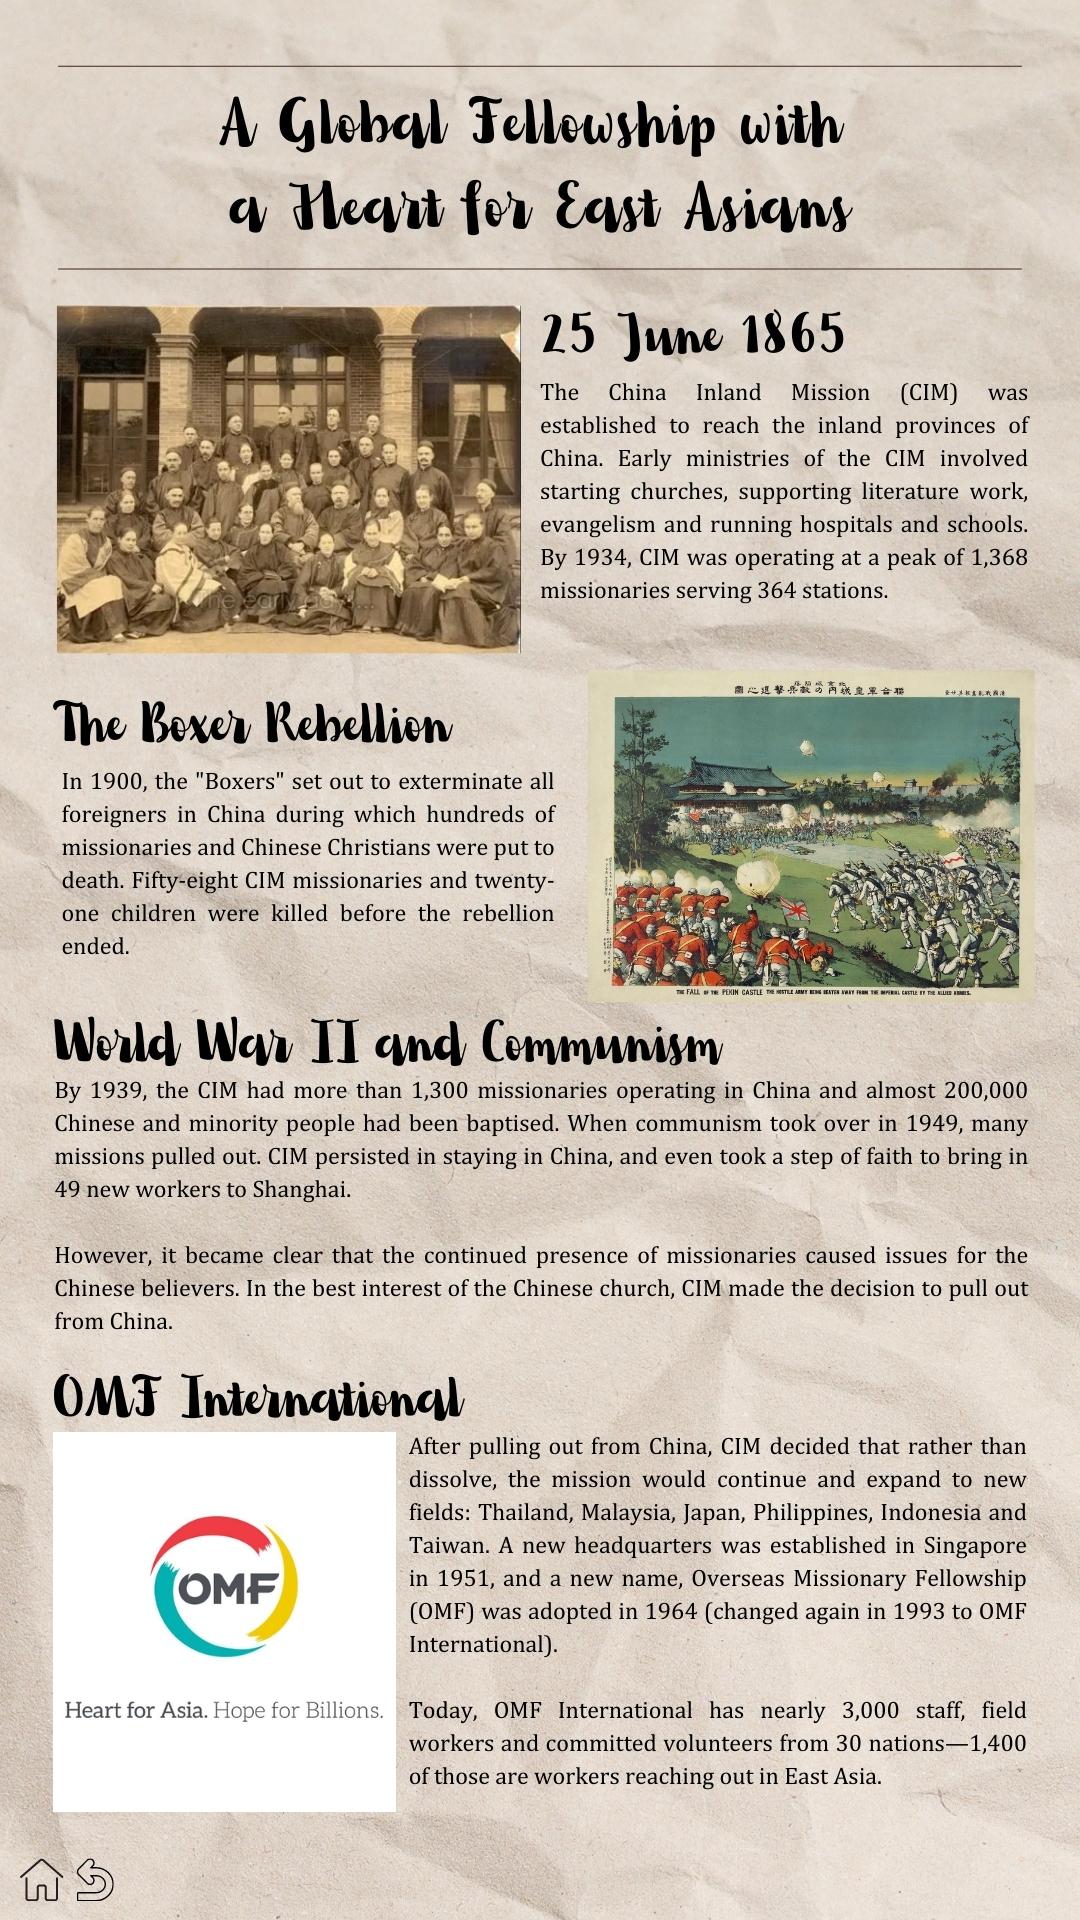 A Global Fellowship with
a Heart for East Asians
25 June 1865
The China Inland Mission (CIM) was
established to reach the inland provinces of
China. Early ministries of the CIM involved
starting churches, supporting literature work,
evangelism and running hospitals and schools.
By 1934, CIM was operating at a peak of 1,368
missionaries serving 364 stations.
The Boxer Rebellion
In 1900, the "Boxers" set out to exterminate all
foreigners in China during which hundreds of
missionaries and Chinese Christians were put to
death. Fifty-eight CIM missionaries and twenty-
one children were killed before the rebellion
ended.
THE FALL OF THE PEKIN CASTLE THE HOSTILE ARMY BEING BEATEN AWAY FROM THE IMPERIAL CASTLE BY THE ALLIED ARMIES.
World War II and Communism
By 1939, the CIM had more than 1,300 missionaries operating in China and almost 200,000
Chinese and minority people had been baptised. When communism took over in 1949, many
missions pulled out. CIM persisted in staying in China, and even took a step of faith to bring in
49 new workers to Shanghai.
However, it became clear that the continued presence of missionaries caused issues for the
Chinese believers. In the best interest of the Chinese church, CIM made the decision to pull out
from China.
OMF International
OMF
Heart for Asia. Hope for Billions.
After pulling out from China, CIM decided that rather than
dissolve, the mission would continue and expand to new
fields: Thailand, Malaysia, Japan, Philippines, Indonesia and
Taiwan. A new headquarters was established in Singapore
in 1951, and a new name, Overseas Missionary Fellowship
(OMF) was adopted in 1964 (changed again in 1993 to OMF
International).
Today, OMF International has nearly 3,000 staff, field
workers and committed volunteers from 30 nations—1,400
of those are workers reaching out in East Asia.